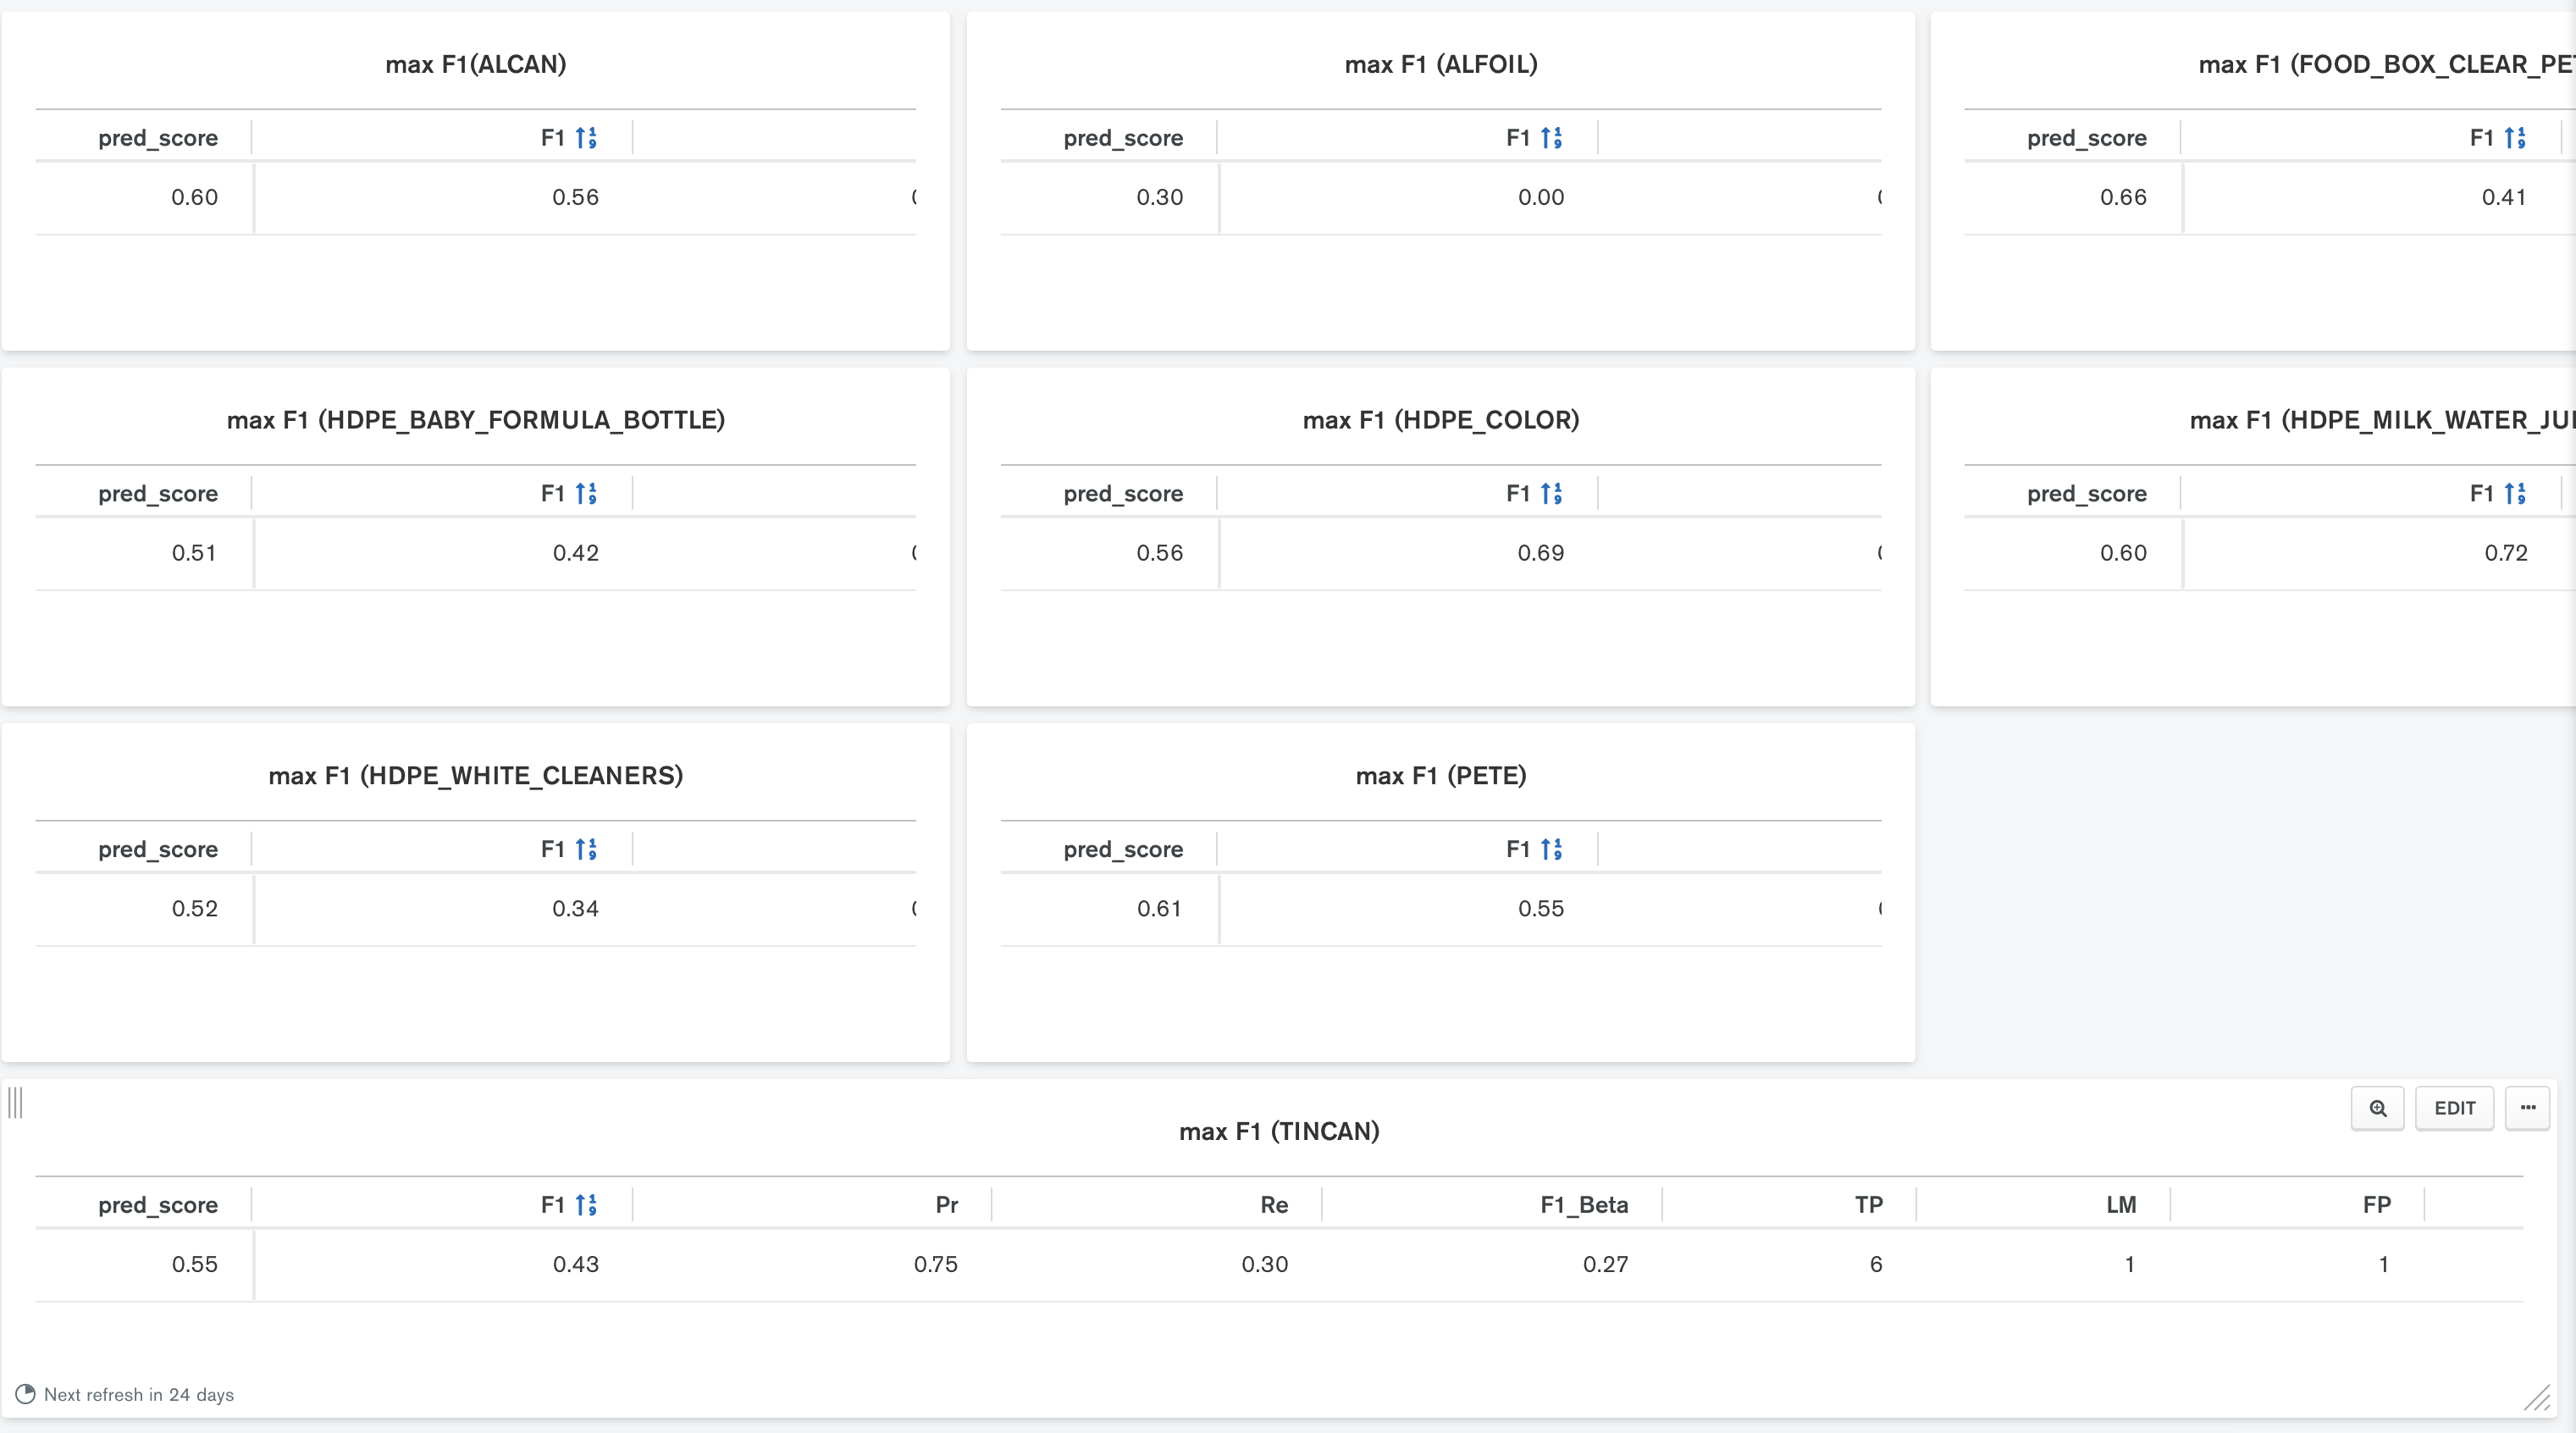 max F1(ALCAN)
pred_score F1
0.60 0.56
max F1 (ALFOIL)
pred_score F1
0.30 0.00
max F1 (FOOD_BOX_CLEAR_PE
pred_score F1
0.66 0.41
max F1 (HDPE_BABY_FORMULA_BOTTLE)
pred_score F1
0.51 0.42
max F1 (HDPE_COLOR)
pred_score F1
0.56 0.69
max F1 (HDPE_MILK_WATER_JU
pred_score F1
0.60 0.72
max F1 (HDPE_WHITE_CLEANERS)
pred_score F1
0.52 0.34
max F1 (PETE)
pred_score F1
0.61 0.55
EDIT
max F1 (TINCAN)
pred_score F1 Pr Re F1_Beta TP LM FP
0.55 0.43 0.75 0.30 0.27 6 1 1
Next refresh in 24 days